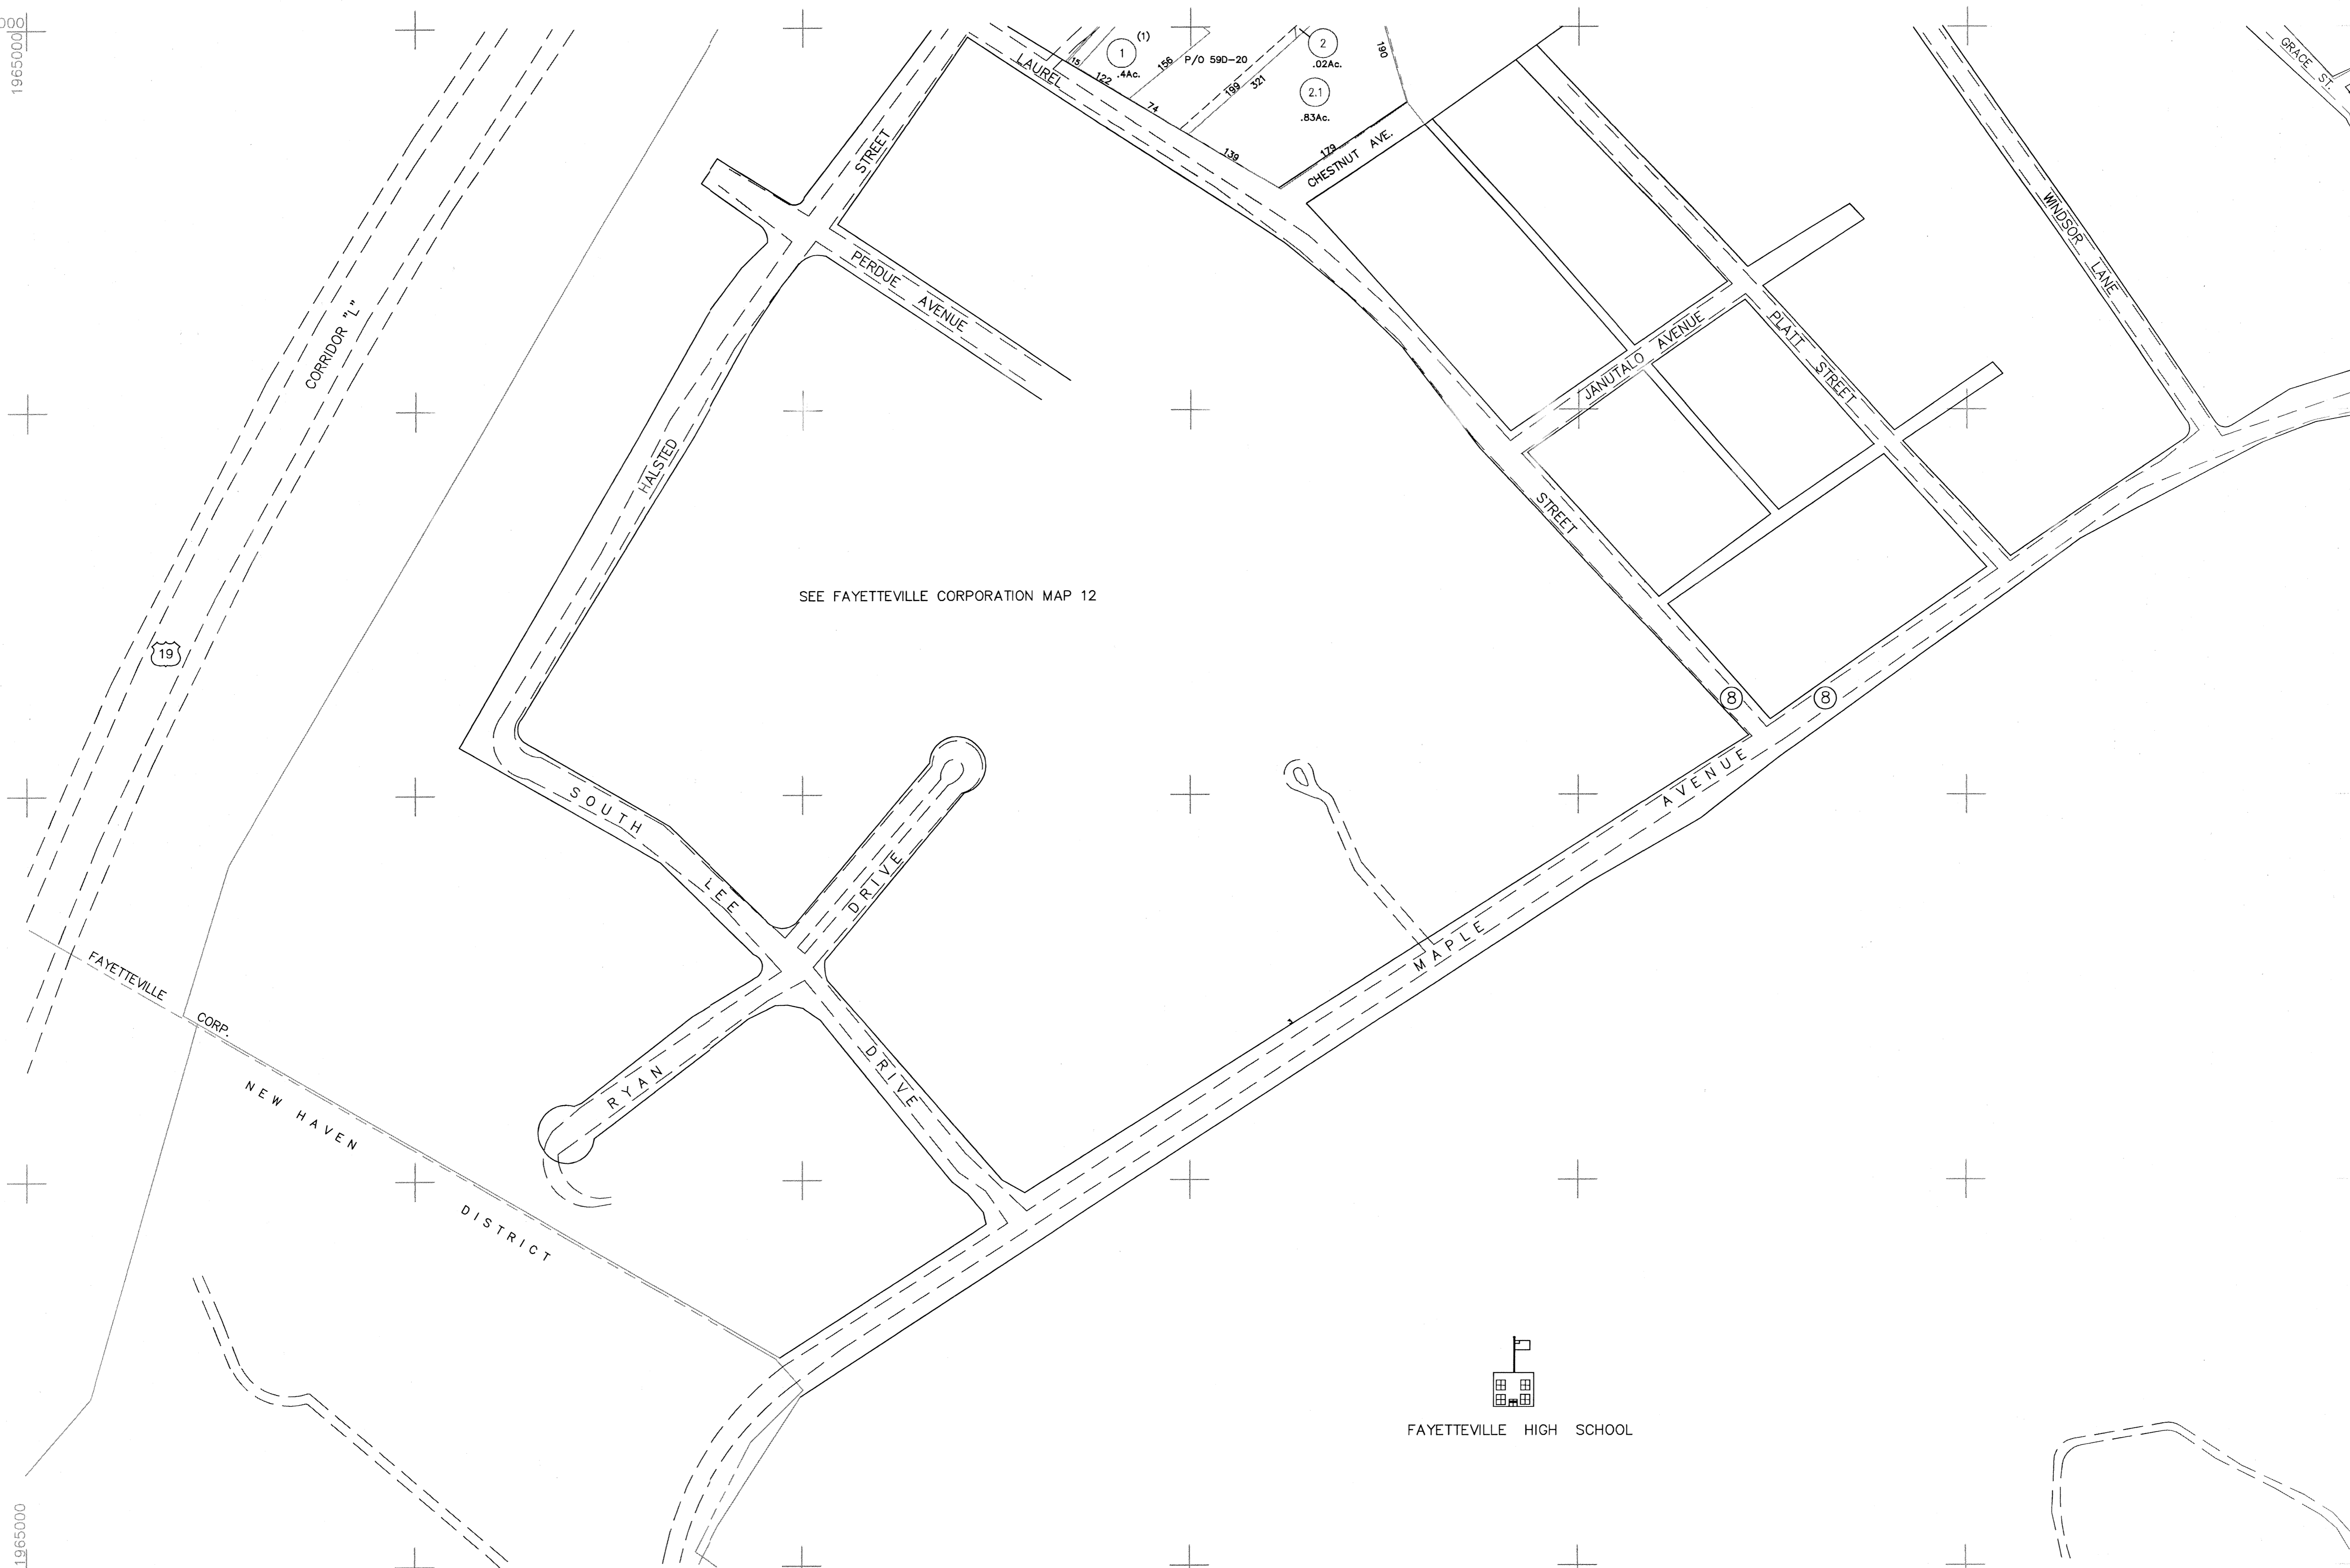 1965000
LAUREL
15
122
1
(1)
.4Ac.
156
P/O 59D-20
74
199
321
2
.02Ac.
2.1
.83Ac.
190
139
179
CHESTNUT AVE.
GRACE ST.
STREET
PERDUE AVENUE
WINDSOR LANE
CORRIDOR "L"
JANUTALO AVENUE
PLATT STREET
HALSTED
STREET
SEE FAYETTEVILLE CORPORATION MAP 12
19
8
8
SOUTH LEE DRIVE
RYAN DRIVE
MAPLE AVENUE
FAYETTEVILLE CORP.
NEW HAVEN DISTRICT
FAYETTEVILLE HIGH SCHOOL
1965000